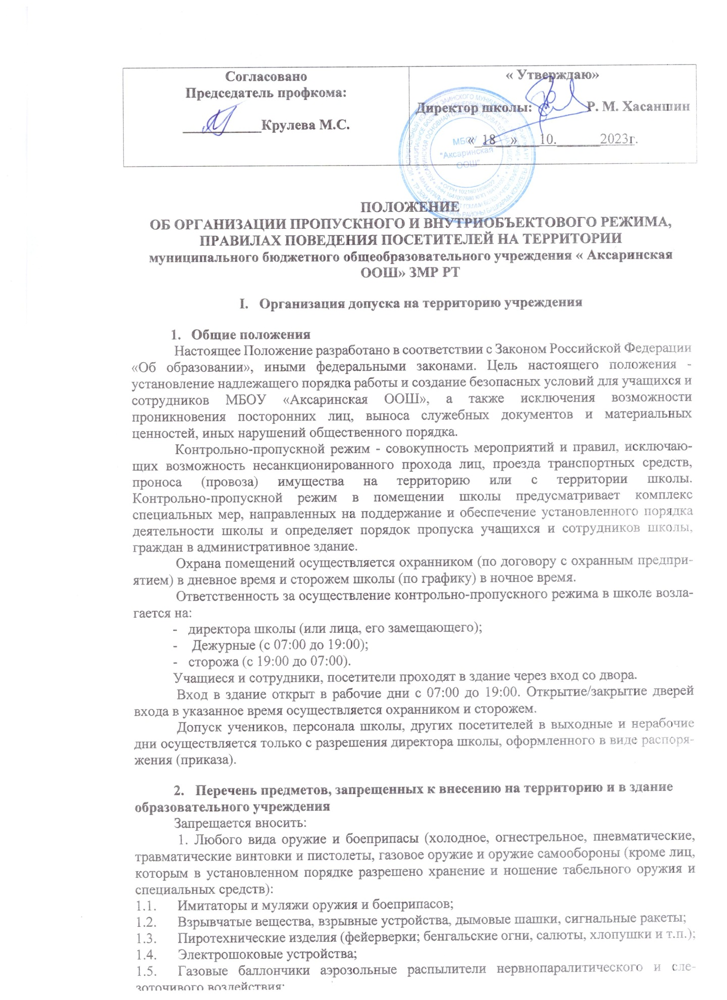 Согласовано
Председатель профкома:
___________Крулева М.С.
« Утверждаю»
Директор школы: Р. М. Хасаншин
«_18__»___10.______2023г.
МБОУ
"Аксаринская
ООШ"
ПОЛОЖЕНИЕ
ОБ ОРГАНИЗАЦИИ ПРОПУСКНОГО И ВНУТРИОБЪЕКТОВОГО РЕЖИМА,
ПРАВИЛАХ ПОВЕДЕНИЯ ПОСЕТИТЕЛЕЙ НА ТЕРРИТОРИИ
муниципального бюджетного общеобразовательного учреждения « Аксаринская
ООШ» ЗМР РТ
I. Организация допуска на территорию учреждения
1. Общие положения
Настоящее Положение разработано в соответствии с Законом Российской Федерации
«Об образовании», иными федеральными законами. Цель настоящего положения -
установление надлежащего порядка работы и создание безопасных условий для учащихся и
сотрудников МБОУ «Аксаринская ООШ», а также исключения возможности
проникновения посторонних лиц, выноса служебных документов и материальных
ценностей, иных нарушений общественного порядка.
Контрольно-пропускной режим - совокупность мероприятий и правил, исключаю-
щих возможность несанкционированного прохода лиц, проезда транспортных средств,
проноса (провоза) имущества на территорию или с территории школы.
Контрольно-пропускной режим в помещении школы предусматривает комплекс
специальных мер, направленных на поддержание и обеспечение установленного порядка
деятельности школы и определяет порядок пропуска учащихся и сотрудников школы,
граждан в административное здание.
Охрана помещений осуществляется охранником (по договору с охранным предпри-
ятием) в дневное время и сторожем школы (по графику) в ночное время.
Ответственность за осуществление контрольно-пропускного режима в школе возла-
гается на:
- директора школы (или лица, его замещающего);
- Дежурные (с 07:00 до 19:00);
- сторожа (с 19:00 до 07:00).
Учащиеся и сотрудники, посетители проходят в здание через вход со двора.
Вход в здание открыт в рабочие дни с 07:00 до 19:00. Открытие/закрытие дверей
входа в указанное время осуществляется охранником и сторожем.
Допуск учеников, персонала школы, других посетителей в выходные и нерабочие
дни осуществляется только с разрешения директора школы, оформленного в виде распоря-
жения (приказа).
2. Перечень предметов, запрещенных к внесению на территорию и в здание
образовательного учреждения
Запрещается вносить:
1. Любого вида оружие и боеприпасы (холодное, огнестрельное, пневматические,
травматические винтовки и пистолеты, газовое оружие и оружие самообороны (кроме лиц,
которым в установленном порядке разрешено хранение и ношение табельного оружия и
специальных средств):
1.1. Имитаторы и муляжи оружия и боеприпасов;
1.2. Взрывчатые вещества, взрывные устройства, дымовые шашки, сигнальные ракеты;
1.3. Пиротехнические изделия (фейерверки; бенгальские огни, салюты, хлопушки и т.п.);
1.4. Электрошоковые устройства;
1.5. Газовые баллончики аэрозольные распылители нервнопаралитического и сле-
зоточивого воздействия;